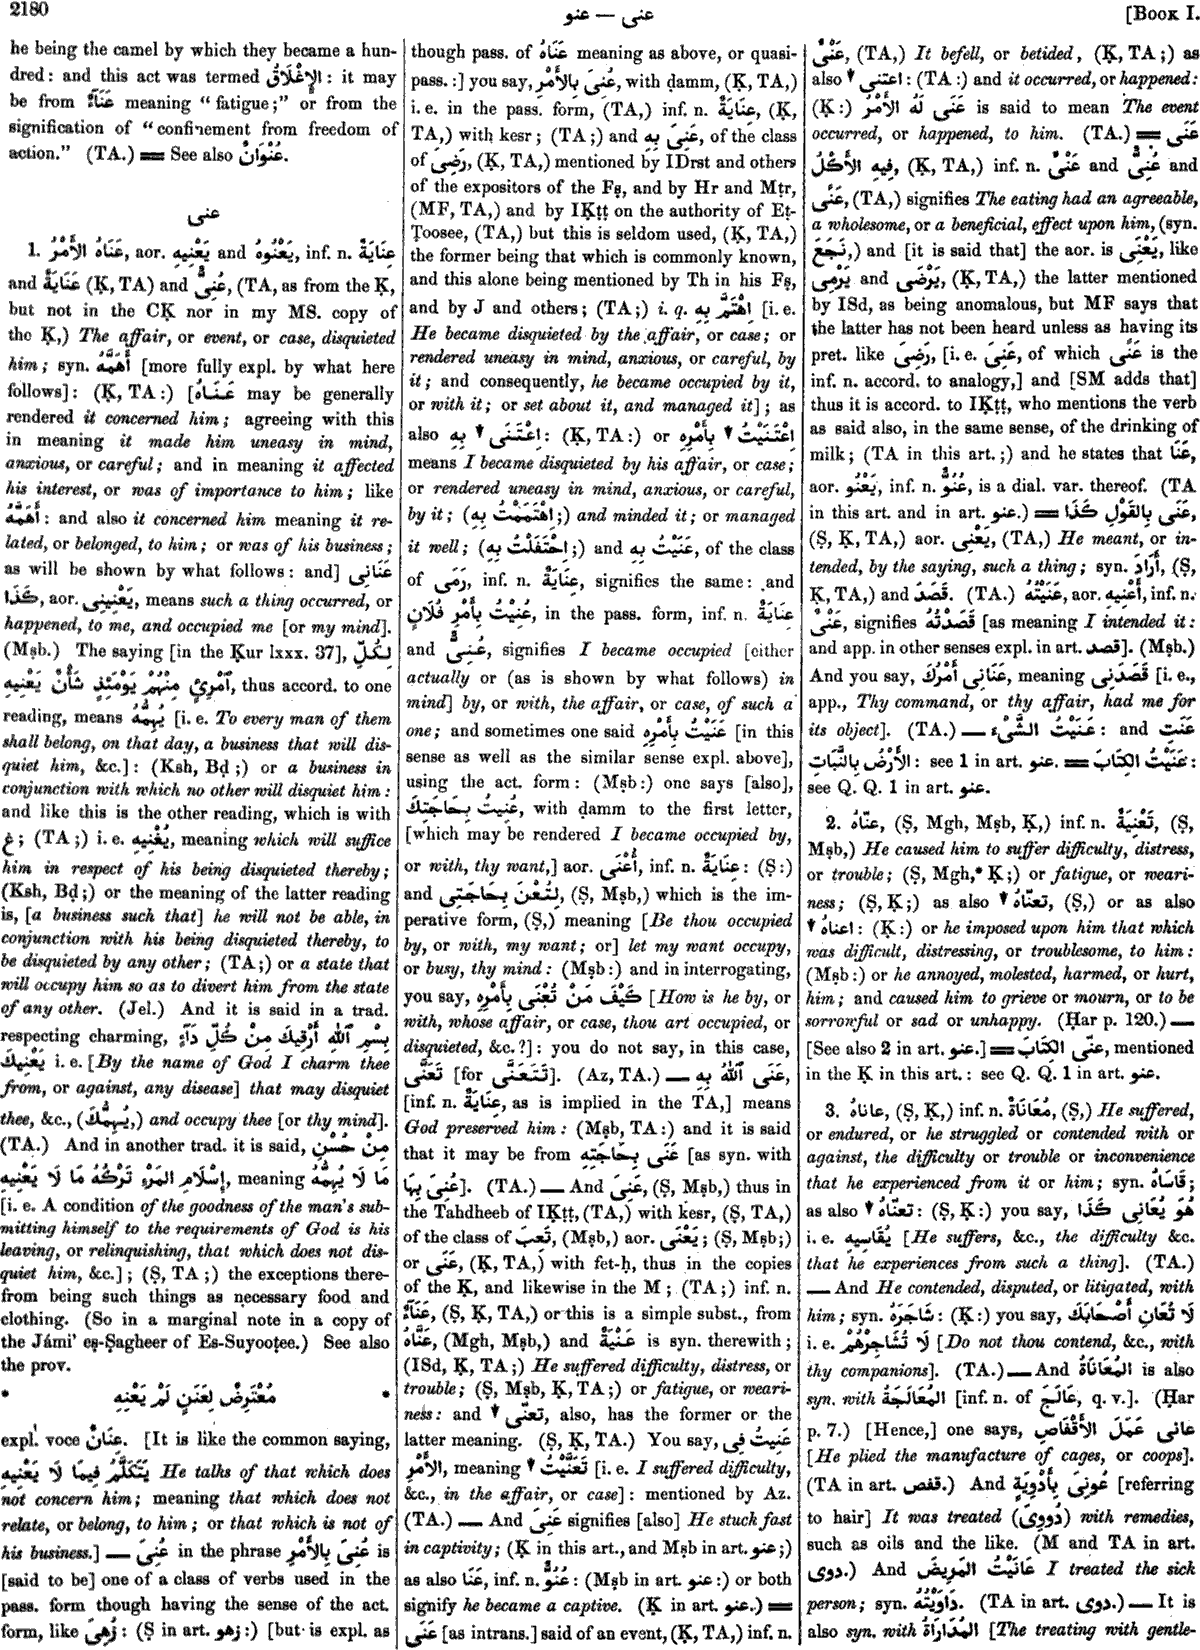 2180
عنو — عنى
[BOOK I.
he being the camel by which they became a hun-
dred: and this act was termed الإِغْلَاقُ: it may
be from عَنَآءٌ meaning “fatigue;” or from the
signification of “confinement from freedom of
action.” (TA.) ═ See also عُنْوَانٌ.
عنى
1. عَنَاهُ الأَمْرُ, aor. يَعْنِيهِ and يَعْنُوهُ, inf. n. عِنَايَةٌ
and عَنَايَةٌ (Ḳ, TA) and عُنِىٌّ, (TA, as from the Ḳ,
but not in the CḲ nor in my MS. copy of
the Ḳ,) The affair, or event, or case, disquieted
him; syn. أَهَمَّهُ [more fully expl. by what here
follows]: (Ḳ, TA:) [عَنَاهُ may be generally
rendered it concerned him; agreeing with this
in meaning it made him uneasy in mind,
anxious, or careful; and in meaning it affected
his interest, or was of importance to him; like
أَهَمَّهُ: and also it concerned him meaning it re-
lated, or belonged, to him; or was of his business;
as will be shown by what follows: and] عَنَانِى
كَذَا, aor. يَعْنِينِى, means such a thing occurred, or
happened, to me, and occupied me [or my mind].
(Mṣb.) The saying [in the Ḳur lxxx. 37], لِكُلِّ
ٱمْرِئٍ مِنْهُمْ يَوْمَئِذٍ شَأْنٌ يَعْنِيهِ, thus accord. to one
reading, means يُهِمُّهُ [i. e. To every man of them
shall belong, on that day, a business that will dis-
quiet him, &c.]: (Ksh, Bḍ;) or a business in
conjunction with which no other will disquiet him:
and like this is the other reading, which is with
غ; (TA;) i. e. يُغْنِيهِ, meaning which will suffice
him in respect of his being disquieted thereby;
(Ksh, Bḍ;) or the meaning of the latter reading
is, [a business such that] he will not be able, in
conjunction with his being disquieted thereby, to
be disquieted by any other; (TA;) or a state that
will occupy him so as to divert him from the state
of any other. (Jel.) And it is said in a trad.
respecting charming, بِسْمِ ٱللّٰهِ أَرْقِيكَ مِنْ كُلِّ دَآءٍ
يَعْنِيكَ i. e. [By the name of God I charm thee
from, or against, any disease] that may disquiet
thee, &c., (يُهِمُّكَ,) and occupy thee [or thy mind].
(TA.) And in another trad. it is said, مِنْ حُسْنِ
إِسْلَامِ المَرْءِ تَرْكُهُ مَا لَا يَعْنِيهِ, meaning مَا لَا يُهِمُّهُ
[i. e. A condition of the goodness of the man's sub-
mitting himself to the requirements of God is his
leaving, or relinquishing, that which does not dis-
quiet him, &c.]; (Ṣ, TA;) the exceptions there-
from being such things as necessary food and
clothing. (So in a marginal note in a copy of
the Jámi' eṣ-Ṣagheer of Es-Suyooṭee.) See also
the prov.
* مُعْتَرِضٌ لِعَنَنٍ لَمْ يَعْنِهِ *
expl. voce عِنَانٌ. [It is like the common saying,
يَتَكَلَّمُ فِيمَا لَا يَعْنِيهِ He talks of that which does
not concern him; meaning that which does not
relate, or belong, to him; or that which is not of
his business.] — عُنِىَ in the phrase عُنِىَ بِالأَمْرِ is
[said to be] one of a class of verbs used in the
pass. form though having the sense of the act.
form, like زُهِىَ: (Ṣ in art. زهو:) [but is expl. as
though pass. of عَنَاهُ meaning as above, or quasi-
pass.:] you say, عُنِىَ بِالأَمْرِ, with ḍamm, (Ḳ, TA,)
i. e. in the pass. form, (TA,) inf. n. عِنَايَةٌ, (Ḳ,
TA,) with kesr; (TA;) and عَنِىَ بِهِ, of the class
of رَضِىَ, (Ḳ, TA,) mentioned by IDrst and others
of the expositors of the Fṣ, and by Hr and Mṭr,
(MF, TA,) and by IḲṭṭ on the authority of Eṭ-
Ṭoosee, (TA,) but this is seldom used, (Ḳ, TA,)
the former being that which is commonly known,
and this alone being mentioned by Th in his Fṣ,
and by J and others; (TA;) i. q. اِهْتَمَّ بِهِ [i. e.
He became disquieted by the affair, or case; or
rendered uneasy in mind, anxious, or careful, by
it; and consequently, he became occupied by it,
or with it; or set about it, and managed it]; as
also ↓ اِعْتَنَى بِهِ: (Ḳ, TA:) or ↓ اِعْتَنَيْتُ بِأَمْرِهِ
means I became disquieted by his affair, or case;
or rendered uneasy in mind, anxious, or careful,
by it; (اِهْتَمَمْتُ بِهِ;) and minded it; or managed
it well; (اِحْتَفَلْتُ بِهِ;) and عَنَيْتُ بِهِ, of the class
of رَمَى, inf. n. عِنَايَةٌ, signifies the same: and
عُنِيتُ بِأَمْرِ فُلَانٍ, in the pass. form, inf. n. عِنَايَةٌ
and عُنِىٌّ, signifies I became occupied [either
actually or (as is shown by what follows) in
mind] by, or with, the affair, or case, of such a
one; and sometimes one said عَنَيْتُ بِأَمْرِهِ [in this
sense as well as the similar sense expl. above],
using the act. form: (Mṣb:) one says [also],
عُنِيتُ بِحَاجَتِكَ, with ḍamm to the first letter,
[which may be rendered I became occupied by,
or with, thy want,] aor. أُعْنَى, inf. n. عِنَايَةٌ: (Ṣ:)
and لِتُعْنَ بِحَاجَتِى, (Ṣ, Mṣb,) which is the im-
perative form, (Ṣ,) meaning [Be thou occupied
by, or with, my want; or] let my want occupy,
or busy, thy mind: (Mṣb:) and in interrogating,
you say, كَيْفَ مَنْ تُعْنَى بِأَمْرِهِ [How is he by, or
with, whose affair, or case, thou art occupied, or
disquieted, &c.?]: you do not say, in this case,
تَعَنَّى [for تَتَعَنَّى]. (Az, TA.) — عَنَى ٱللّٰهُ بِهِ,
[inf. n. عِنَايَةٌ, as is implied in the TA,] means
God preserved him: (Mṣb, TA:) and it is said
that it may be from عَنَى بِحَاجَتِهِ [as syn. with
عُنِىَ بِهَا]. (TA.) — And عَنِىَ, (Ṣ, Mṣb,) thus in
the Tahdheeb of IḲṭṭ, (TA,) with kesr, (Ṣ, TA,)
of the class of تَعِبَ, (Mṣb,) aor. يَعْنَى; (Ṣ, Mṣb;)
or عَنَى, (Ḳ, TA,) with fet-ḥ, thus in the copies
of the Ḳ, and likewise in the M; (TA;) inf. n.
عَنَآءٌ, (Ṣ, Ḳ, TA,) or this is a simple subst., from
عَنَّاهُ, (Mgh, Mṣb,) and عَنْيَةٌ is syn. therewith;
(ISd, Ḳ, TA;) He suffered difficulty, distress, or
trouble; (Ṣ, Mṣb, Ḳ, TA;) or fatigue, or weari-
ness: and ↓ تعنّى, also, has the former or the
latter meaning. (Ṣ, Ḳ, TA.) You say, عَنِيتُ فِى
الأَمْرِ, meaning ↓ تَعَنَّيْتُ [i. e. I suffered difficulty,
&c., in the affair, or case]: mentioned by Az.
(TA.) — And عَنِىَ signifies [also] He stuck fast
in captivity; (Ḳ in this art., and Mṣb in art. عنو;)
as also عَنَا, inf. n. عُنُوٌّ: (Mṣb in art. عنو:) or both
signify he became a captive. (Ḳ in art. عنو.) ═
عَنَى [as intrans.] said of an event, (Ḳ, TA,) inf. n.
عَنْىٌ, (TA,) It befell, or betided, (Ḳ, TA;) as
also ↓ اعتنى: (TA:) and it occurred, or happened:
(Ḳ:) عَنَى لَهُ الأَمْرُ is said to mean The event
occurred, or happened, to him. (TA.) ═ عَنَى
فِيهِ الأَكْلُ, (Ḳ, TA,) inf. n. عَنْىٌ and عُنِىٌّ and
عَنًى, (TA,) signifies The eating had an agreeable,
a wholesome, or a beneficial, effect upon him, (syn.
نَجَعَ,) and [it is said that] the aor. is يَعْنَى, like
يَرْضَى and يَرْمِى, (Ḳ, TA,) the latter mentioned
by ISd, as being anomalous, but MF says that
the latter has not been heard unless as having its
pret. like رَضِىَ, [i. e. عَنِىَ, of which عَنًى is the
inf. n. accord. to analogy,] and [SM adds that]
thus it is accord. to IḲṭṭ, who mentions the verb
as said also, in the same sense, of the drinking of
milk; (TA in this art.;) and he states that عَنَا,
aor. يَعْنُو, inf. n. عُنُوٌّ, is a dial. var. thereof. (TA
in this art. and in art. عنو.) ═ عَنَى بِالقَوْلِ كَذَا,
(Ṣ, Ḳ, TA,) aor. يَعْنِى, (TA,) He meant, or in-
tended, by the saying, such a thing; syn. أَرَادَ, (Ṣ,
Ḳ, TA,) and قَصَدَ. (TA.) عَنَيْتُهُ, aor. أَعْنِيهِ, inf. n.
عَنْىٌ, signifies قَصَدْتُهُ [as meaning I intended it:
and app. in other senses expl. in art. قصد]. (Mṣb.)
And you say, عَنَانِى أَمْرُكَ, meaning قَصَدَنِى [i. e.,
app., Thy command, or thy affair, had me for
its object]. (TA.) — عَنَيْتُ الشَّىْءَ: and عَنَتِ
الأَرْضُ بِالنَّبَاتِ: see 1 in art. عنو. ═ عَنَيْتُ الكِتَابَ:
see Q. Q. 1 in art. عنو.
2. عنّاهُ, (Ṣ, Mgh, Mṣb, Ḳ,) inf. n. تَعْنِيَةٌ, (Ṣ,
Mṣb,) He caused him to suffer difficulty, distress,
or trouble; (Ṣ, Mgh,* Ḳ;) or fatigue, or weari-
ness; (Ṣ, Ḳ;) as also ↓ تعنّاهُ, (Ṣ,) or as also
↓ اعناهُ: (Ḳ:) or he imposed upon him that which
was difficult, distressing, or troublesome, to him:
(Mṣb:) or he annoyed, molested, harmed, or hurt,
him; and caused him to grieve or mourn, or to be
sorrowful or sad or unhappy. (Ḥar p. 120.) —
[See also 2 in art. عنو.] ═ عنّى الكِتَابَ, mentioned
in the Ḳ in this art.: see Q. Q. 1 in art. عنو.
3. عاناهُ, (Ṣ, Ḳ,) inf. n. مُعَانَاةٌ, (Ṣ,) He suffered,
or endured, or he struggled or contended with or
against, the difficulty or trouble or inconvenience
that he experienced from it or him; syn. قَاسَاهُ;
as also ↓ تعنّاهُ: (Ṣ, Ḳ:) you say, هُوَ يُعَانِى كَذَا
i. e. يُقَاسِيهِ [He suffers, &c., the difficulty &c.
that he experiences from such a thing]. (TA.)
— And He contended, disputed, or litigated, with
him; syn. شَاجَرَهُ: (Ḳ:) you say, لَا تُعَانِ أَصْحَابَكَ
i. e. لَا تُشَاجِرْهُمْ [Do not thou contend, &c., with
thy companions]. (TA.) — And المُعَانَاةُ is also
syn. with المُعَالَجَةُ [inf. n. of عَالَجَ, q. v.]. (Ḥar
p. 7.) [Hence,] one says, عانى عَمَلَ الأَقْفَاصِ
[He plied the manufacture of cages, or coops].
(TA in art. قفص.) And عُونِىَ بِأَدْوِيَةٍ [referring
to hair] It was treated (دُووِىَ) with remedies,
such as oils and the like. (M and TA in art.
دوى.) And عَانَيْتُ المَرِيضَ I treated the sick
person; syn. دَاوَيْتُهُ. (TA in art. دوى.) — It is
also syn. with المُدَارَاةُ [The treating with gentle-